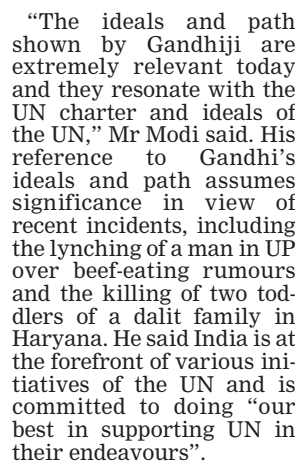 “The ideals and path
shown by Gandhiji are
extremely relevant today
and they resonate with the
UN charter and ideals of
the UN,” Mr Modi said. His
reference to Gandhi’s
ideals and path assumes
significance in view of
recent incidents, including
the lynching of a man in UP
over beef-eating rumours
and the killing of two tod-
dlers of a dalit family in
Haryana. He said India is at
the forefront of various ini-
tiatives of the UN and is
committed to doing “our
best in supporting UN in
their endeavours”.